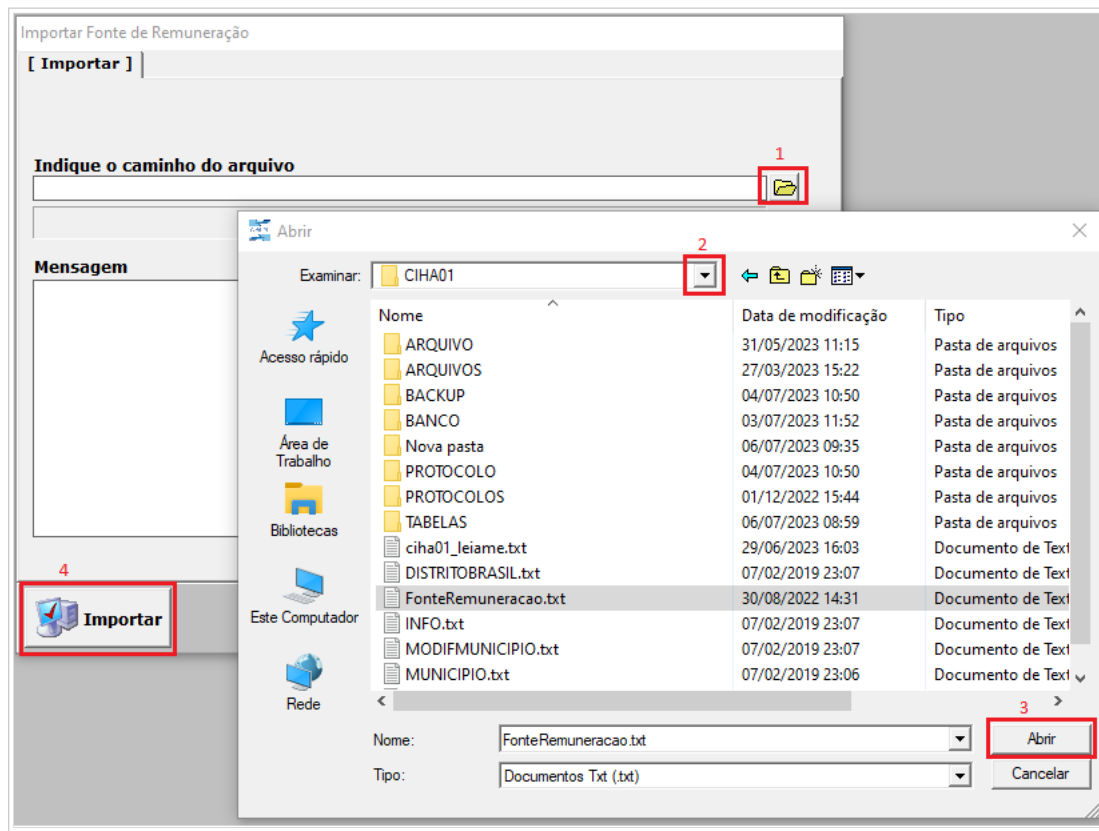 Importar Fonte de Remuneração
[ Importar ]
1
Indique o caminho do arquivo
Abrir
2
Mensagem
Examinar: CIHA01
Nome Data de modificação Tipo
Acesso rápido
Área de
Trabalho
Bibliotecas
Este Computador
Rede
ARQUIVO 31/05/2023 11:15 Pasta de arquivos
ARQUIVOS 27/03/2023 15:22 Pasta de arquivos
BACKUP 04/07/2023 10:50 Pasta de arquivos
BANCO 03/07/2023 11:52 Pasta de arquivos
Nova pasta 06/07/2023 09:35 Pasta de arquivos
PROTOCOLO 04/07/2023 10:50 Pasta de arquivos
PROTOCOLOS 01/12/2022 15:44 Pasta de arquivos
TABELAS 06/07/2023 08:59 Pasta de arquivos
ciha01_leiame.txt 29/06/2023 16:03 Documento de Text
DISTRITOBRASIL.txt 07/02/2019 23:07 Documento de Text
FonteRemuneracao.txt 30/08/2022 14:31 Documento de Text
INFO.txt 07/02/2019 23:07 Documento de Text
MODIFMUNICIPIO.txt 07/02/2019 23:07 Documento de Text
MUNICIPIO.txt 07/02/2019 23:06 Documento de Text
4
Importar
3
Nome: FonteRemuneracao.txt Abrir
Tipo: Documentos Txt (.txt) Cancelar